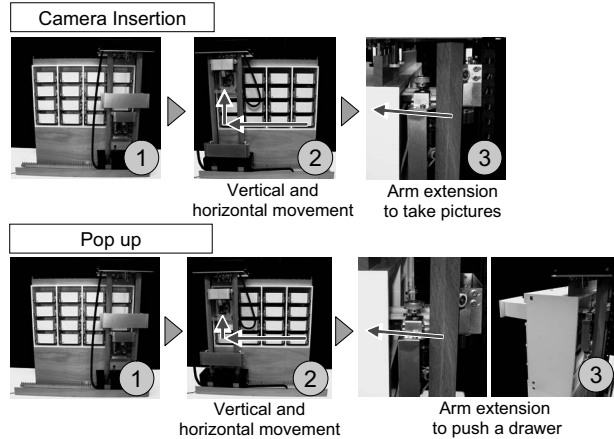 Camera Insertion
1
2
3
Vertical and
horizontal movement
Arm extension
to take pictures
Pop up
1
2
3
Vertical and
horizontal movement
Arm extension
to push a drawer